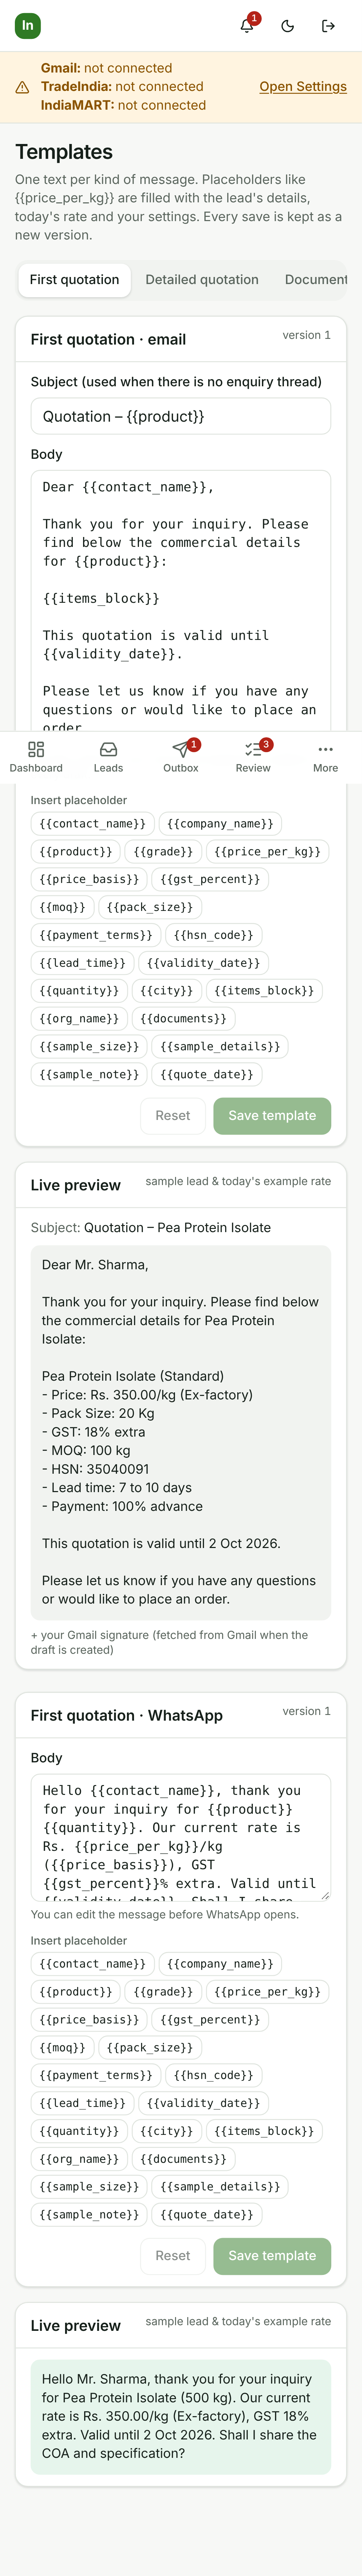 In
1
Gmail: not connected
TradeIndia: not connected
IndiaMART: not connected
Open Settings
Templates
One text per kind of message. Placeholders like
{{price_per_kg}} are filled with the lead's details,
today's rate and your settings. Every save is kept as a
new version.
First quotation
Detailed quotation
Document
First quotation · email
version 1
Subject (used when there is no enquiry thread)
Quotation – {{product}}
Body
Dear {{contact_name}},
Thank you for your inquiry. Please
find below the commercial details
for {{product}}:
{{items_block}}
This quotation is valid until
{{validity_date}}.
Please let us know if you have any
questions or would like to place an
order.
1
3
Dashboard
Leads
Outbox
Review
More
Insert placeholder
{{contact_name}} {{company_name}}
{{product}} {{grade}} {{price_per_kg}}
{{price_basis}} {{gst_percent}}
{{moq}} {{pack_size}}
{{payment_terms}} {{hsn_code}}
{{lead_time}} {{validity_date}}
{{quantity}} {{city}} {{items_block}}
{{org_name}} {{documents}}
{{sample_size}} {{sample_details}}
{{sample_note}} {{quote_date}}
Reset
Save template
Live preview
sample lead & today's example rate
Subject: Quotation – Pea Protein Isolate
Dear Mr. Sharma,
Thank you for your inquiry. Please find below
the commercial details for Pea Protein
Isolate:
Pea Protein Isolate (Standard)
- Price: Rs. 350.00/kg (Ex-factory)
- Pack Size: 20 Kg
- GST: 18% extra
- MOQ: 100 kg
- HSN: 35040091
- Lead time: 7 to 10 days
- Payment: 100% advance
This quotation is valid until 2 Oct 2026.
Please let us know if you have any questions
or would like to place an order.
+ your Gmail signature (fetched from Gmail when the
draft is created)
First quotation · WhatsApp
version 1
Body
Hello {{contact_name}}, thank you
for your inquiry for {{product}}
{{quantity}}. Our current rate is
Rs. {{price_per_kg}}/kg
({{price_basis}}), GST
{{gst_percent}}% extra. Valid until
{{validity_date}}. Shall I share
You can edit the message before WhatsApp opens.
Insert placeholder
{{contact_name}} {{company_name}}
{{product}} {{grade}} {{price_per_kg}}
{{price_basis}} {{gst_percent}}
{{moq}} {{pack_size}}
{{payment_terms}} {{hsn_code}}
{{lead_time}} {{validity_date}}
{{quantity}} {{city}} {{items_block}}
{{org_name}} {{documents}}
{{sample_size}} {{sample_details}}
{{sample_note}} {{quote_date}}
Reset
Save template
Live preview
sample lead & today's example rate
Hello Mr. Sharma, thank you for your inquiry
for Pea Protein Isolate (500 kg). Our current
rate is Rs. 350.00/kg (Ex-factory), GST 18%
extra. Valid until 2 Oct 2026. Shall I share the
COA and specification?